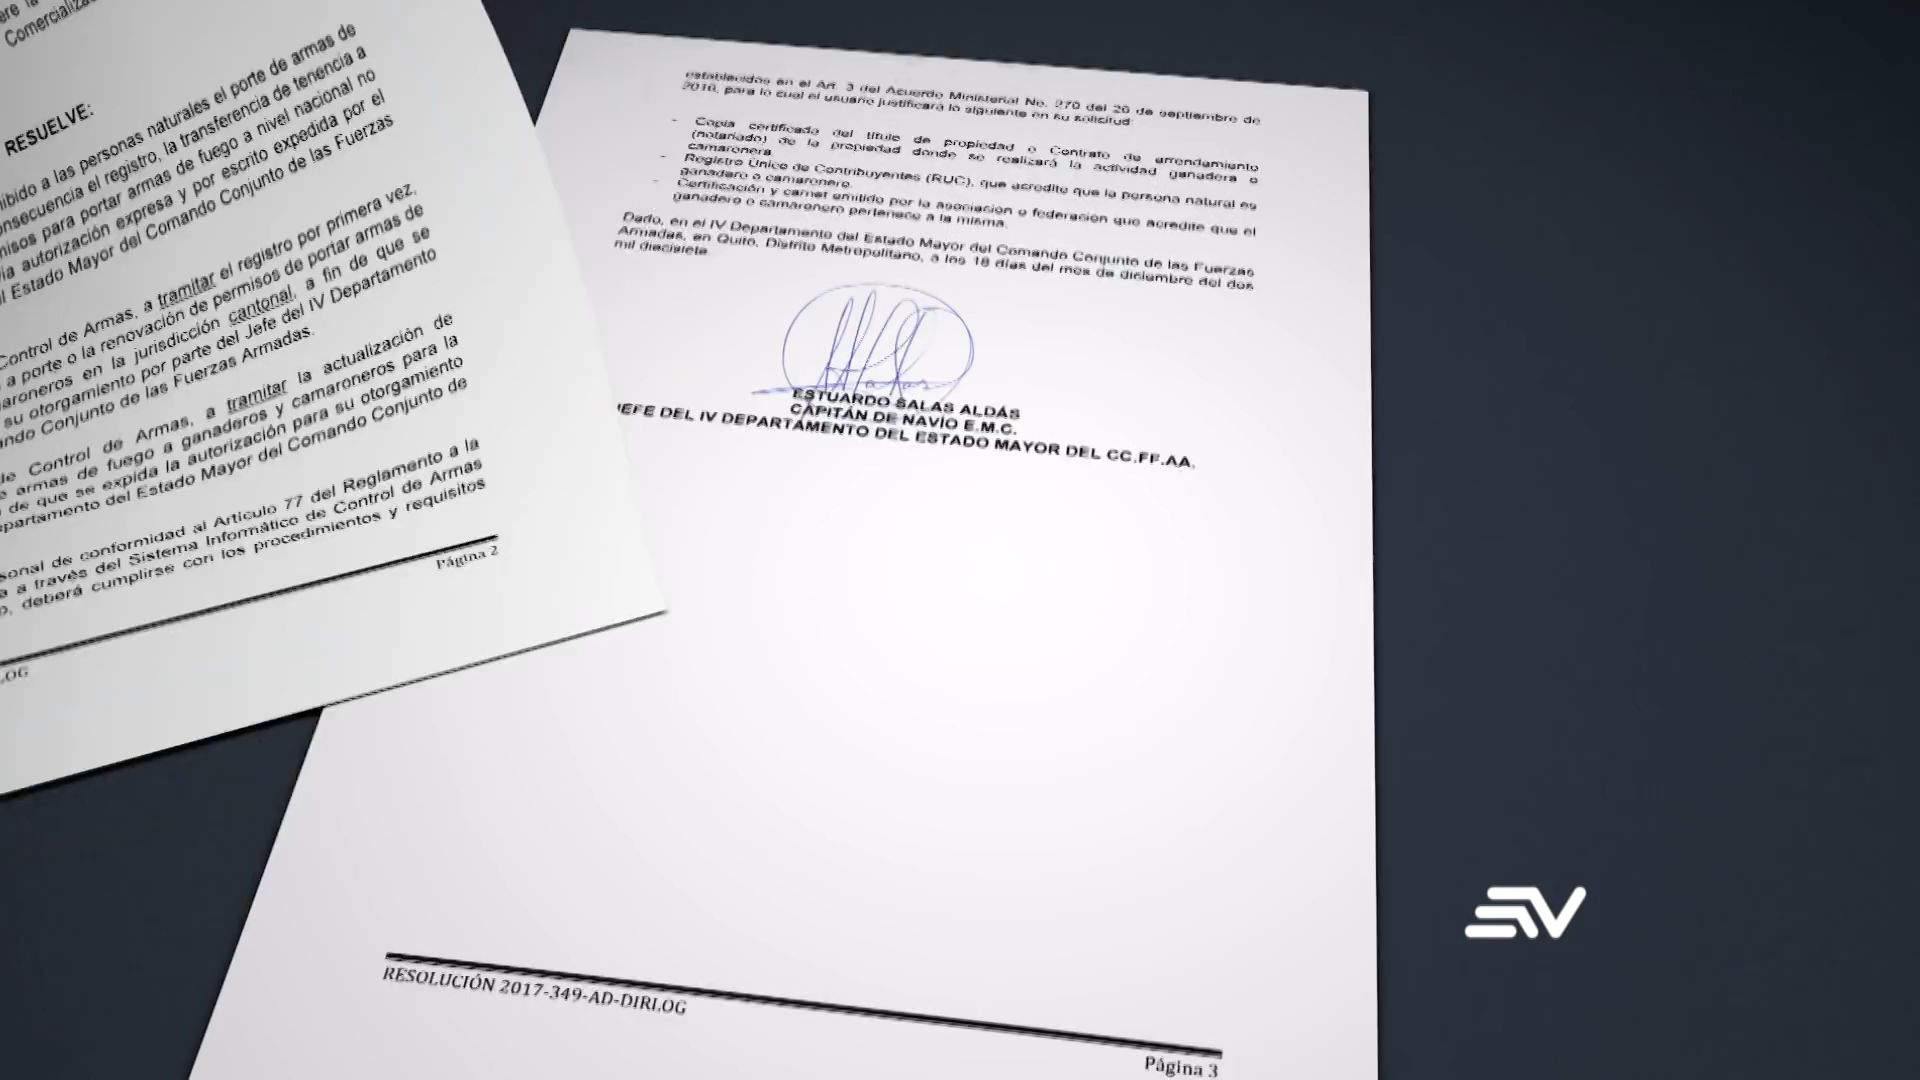 ere la
Comercializa
RESUELVE:
hibido a las personas naturales el porte de armas de
onsecuencia el registro, la transferencia de tenencia a
misos para portar armas de fuego a nivel nacional no
ia autorización expresa y por escrito expedida por el
l Estado Mayor del Comando Conjunto de las Fuerzas
Control de Armas, a tramitar el registro por primera vez,
a porte o la renovación de permisos de portar armas de
aroneros en la jurisdicción cantonal, a fin de que se
su otorgamiento por parte del Jefe del IV Departamento
ando Conjunto de las Fuerzas Armadas.
de Control de Armas, a tramitar la actualización de
e armas de fuego a ganaderos y camaroneros para la
de que se expida la autorización para su otorgamiento
epartamento del Estado Mayor del Comando Conjunto de
sonal de conformidad al Artículo 77 del Reglamento a la
a a través del Sistema Informático de Control de Armas
o, deberá cumplirse con los procedimientos y requisitos
Página 2
LOG
establecidos en el Art. 3 del Acuerdo Ministerial No. 270 del 20 de septiembre de
2016, para lo cual el usuario justificará lo siguiente en su solicitud:
- Copia certificada del título de propiedad o Contrato de arrendamiento
(notariado) de la propiedad donde se realizará la actividad ganadera o
camaronera.
- Registro Único de Contribuyentes (RUC), que acredite que la persona natural es
ganadero o camaronero.
- Certificación y carnet emitido por la asociación o federación que acredite que el
ganadero o camaronero pertenece a la misma.
Dado, en el IV Departamento del Estado Mayor del Comando Conjunto de las Fuerzas
Armadas, en Quito, Distrito Metropolitano, a los 18 días del mes de diciembre del dos
mil diecisiete.
ESTUARDO SALAS ALDÁS
CAPITÁN DE NAVÍO E.M.C.
JEFE DEL IV DEPARTAMENTO DEL ESTADO MAYOR DEL CC.FF.AA.
RESOLUCIÓN 2017-349-AD-DIRLOG
Página 3